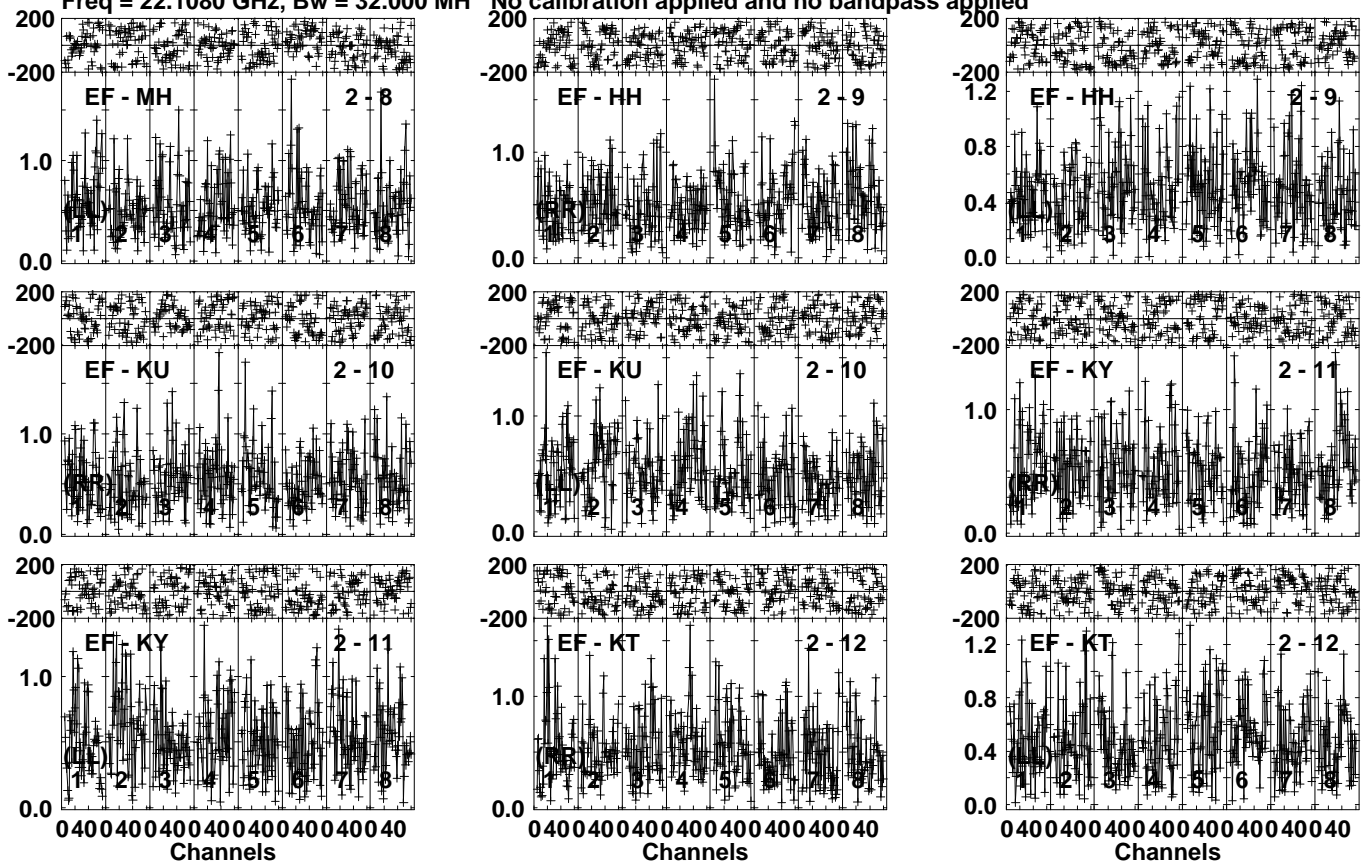 Freq = 22.1080 GHz, Bw = 32.000 MH No calibration applied and no bandpass applied
200
-200
EF - MH 2 - 8
1.0
(LL)
1 2 3 4 5 6 7 8
0.0
200
-200
EF - HH 2 - 9
1.0
(RR)
1 2 3 4 5 6 7 8
0.0
200
-200
1.2
EF - HH 2 - 9
0.8
0.4
(LL)
1 2 3 4 5 6 7 8
0.0
200
-200
EF - KU 2 - 10
1.0
(RR)
1 2 3 4 5 6 7 8
0.0
200
-200
EF - KU 2 - 10
1.0
(LL)
1 2 3 4 5 6 7 8
0.0
200
-200
EF - KY 2 - 11
1.0
(RR)
1 2 3 4 5 6 7 8
0.0
200
-200
EF - KY 2 - 11
1.0
(LL)
1 2 3 4 5 6 7 8
0.0
0 40 0 40 0 40 0 40 0 40 0 40 0 40 0 40
Channels
200
-200
EF - KT 2 - 12
1.0
(RR)
1 2 3 4 5 6 7 8
0.0
0 40 0 40 0 40 0 40 0 40 0 40 0 40 0 40
Channels
200
-200
1.2
EF - KT 2 - 12
0.8
0.4
(LL)
1 2 3 4 5 6 7 8
0.0
0 40 0 40 0 40 0 40 0 40 0 40 0 40 0 40
Channels